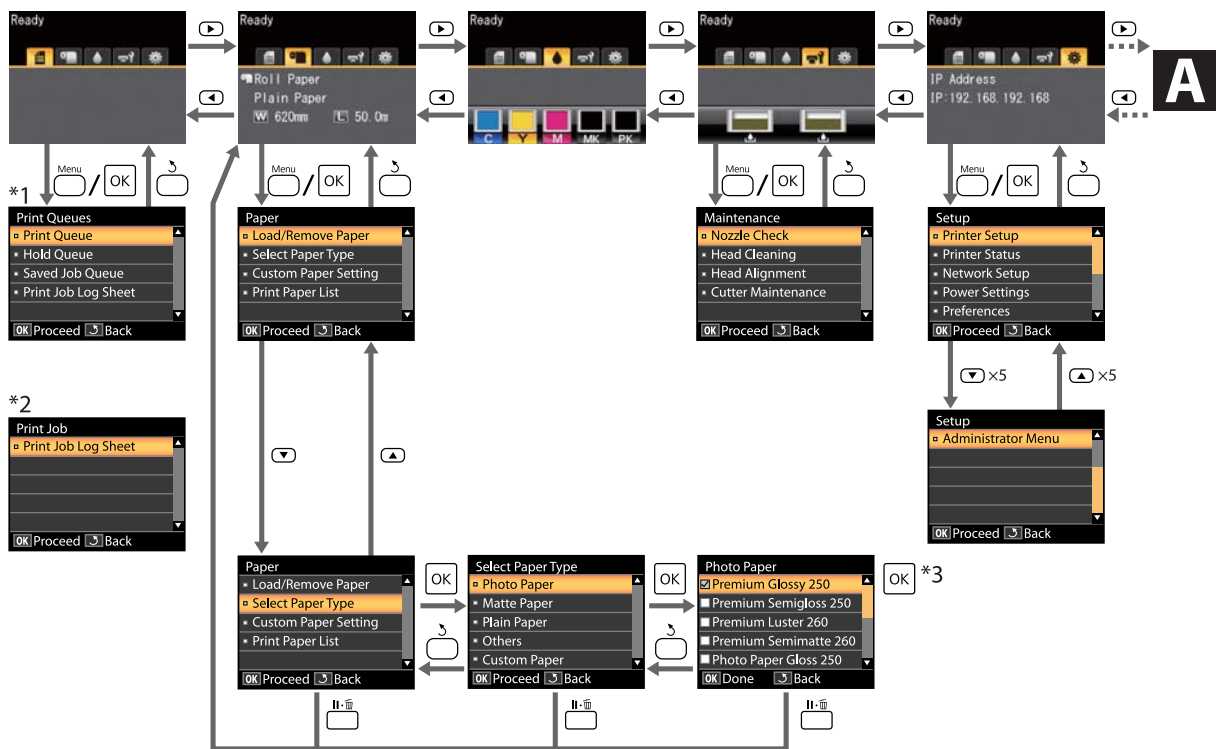 Ready
Ready
Ready
Ready
Ready
A
Roll Paper
Plain Paper
W 620mm L 50.0m
C Y M MK PK
IP Address
IP:192.168.192.168
Menu / OK
Menu / OK
Menu / OK
Menu / OK
*1
Print Queues
Print Queue
Hold Queue
Saved Job Queue
Print Job Log Sheet
OK Proceed Back
Paper
Load/Remove Paper
Select Paper Type
Custom Paper Setting
Print Paper List
OK Proceed Back
Maintenance
Nozzle Check
Head Cleaning
Head Alignment
Cutter Maintenance
OK Proceed Back
Setup
Printer Setup
Printer Status
Network Setup
Power Settings
Preferences
OK Proceed Back
×5
×5
*2
Print Job
Print Job Log Sheet
OK Proceed Back
Setup
Administrator Menu
OK Proceed Back
Paper
Load/Remove Paper
Select Paper Type
Custom Paper Setting
Print Paper List
OK Proceed Back
OK
Select Paper Type
Photo Paper
Matte Paper
Plain Paper
Others
Custom Paper
OK Proceed Back
OK
Photo Paper
Premium Glossy 250
Premium Semigloss 250
Premium Luster 260
Premium Semimatte 260
Photo Paper Gloss 250
OK Done Back
OK *3